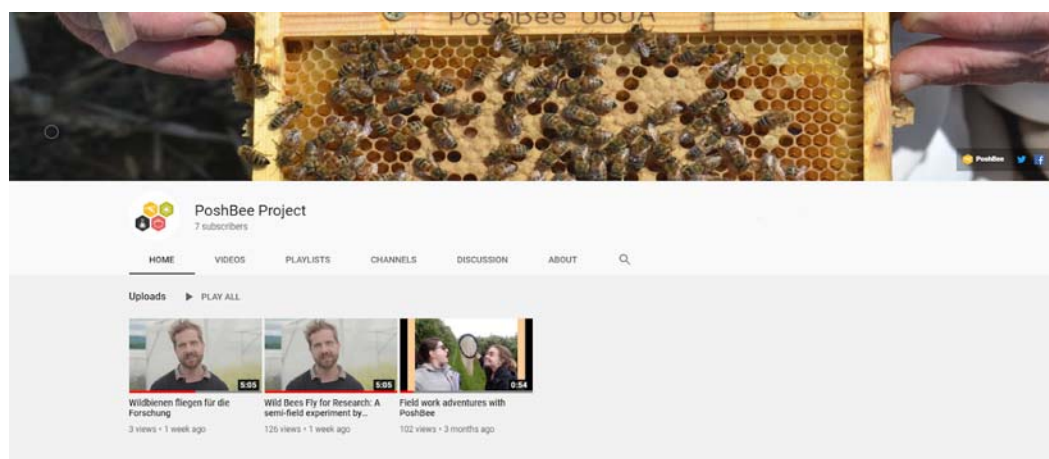 PoshBee UBUA
PoshBee
PoshBee Project
7 subscribers
HOME VIDEOS PLAYLISTS CHANNELS DISCUSSION ABOUT
Uploads PLAY ALL
5:05 5:05 0:54
Wildbienen fliegen für die Forschung
3 views • 1 week ago
Wild Bees Fly for Research: A
semi-field experiment by...
126 views • 1 week ago
Field work adventures with
PoshBee
102 views • 3 months ago